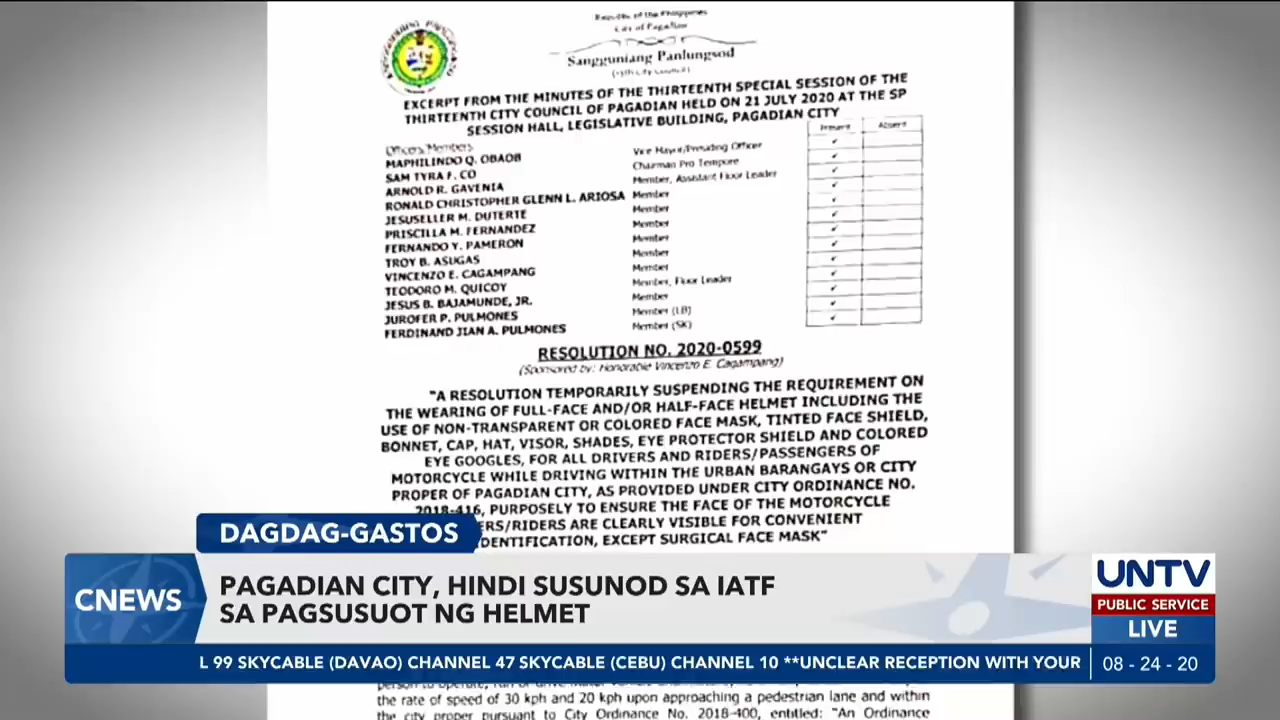 Republic of the Philippines
City of Pagadian
Sangguniang Panlungsod
(13th City Council)
EXCERPT FROM THE MINUTES OF THE THIRTEENTH SPECIAL SESSION OF THE
THIRTEENTH CITY COUNCIL OF PAGADIAN HELD ON 21 JULY 2020 AT THE SP
SESSION HALL, LEGISLATIVE BUILDING, PAGADIAN CITY
Officers/Members Present Absent
MAPHILINDO Q. OBAOB Vice Mayor/Presiding Officer ✓
SAM TYRA F. CO Chairman Pro Tempore ✓
ARNOLD R. GAVENIA Member, Assistant Floor Leader ✓
RONALD CHRISTOPHER GLENN L. ARIOSA Member ✓
JESUSELLER M. DUTERTE Member ✓
PRISCILLA M. FERNANDEZ Member ✓
FERNANDO Y. PAMERON Member ✓
TROY B. ASUGAS Member ✓
VINCENZO E. CAGAMPANG Member ✓
TEODORO M. QUICOY Member, Floor Leader ✓
JESUS B. BAJAMUNDE, JR. Member ✓
JUROFER P. PULMONES Member (LB) ✓
FERDINAND JIAN A. PULMONES Member (SK) ✓
RESOLUTION NO. 2020-0599
(Sponsored by: Honorable Vincenzo E. Cagampang)
"A RESOLUTION TEMPORARILY SUSPENDING THE REQUIREMENT ON
THE WEARING OF FULL-FACE AND/OR HALF-FACE HELMET INCLUDING THE
USE OF NON-TRANSPARENT OR COLORED FACE MASK, TINTED FACE SHIELD,
BONNET, CAP, HAT, VISOR, SHADES, EYE PROTECTOR SHIELD AND COLORED
EYE GOOGLES, FOR ALL DRIVERS AND RIDERS/PASSENGERS OF
MOTORCYCLE WHILE DRIVING WITHIN THE URBAN BARANGAYS OR CITY
PROPER OF PAGADIAN CITY, AS PROVIDED UNDER CITY ORDINANCE NO.
2018-416, PURPOSELY TO ENSURE THE FACE OF THE MOTORCYCLE
ERS/RIDERS ARE CLEARLY VISIBLE FOR CONVENIENT
DENTIFICATION, EXCEPT SURGICAL FACE MASK"
DAGDAG-GASTOS
CNEWS
PAGADIAN CITY, HINDI SUSUNOD SA IATF
SA PAGSUSUOT NG HELMET
UNTV
PUBLIC SERVICE
LIVE
L 99 SKYCABLE (DAVAO) CHANNEL 47 SKYCABLE (CEBU) CHANNEL 10 **UNCLEAR RECEPTION WITH YOUR
08 - 24 - 20
the rate of speed of 30 kph and 20 kph upon approaching a pedestrian lane and within
the city proper pursuant to City Ordinance No. 2018-400, entitled: "An Ordinance